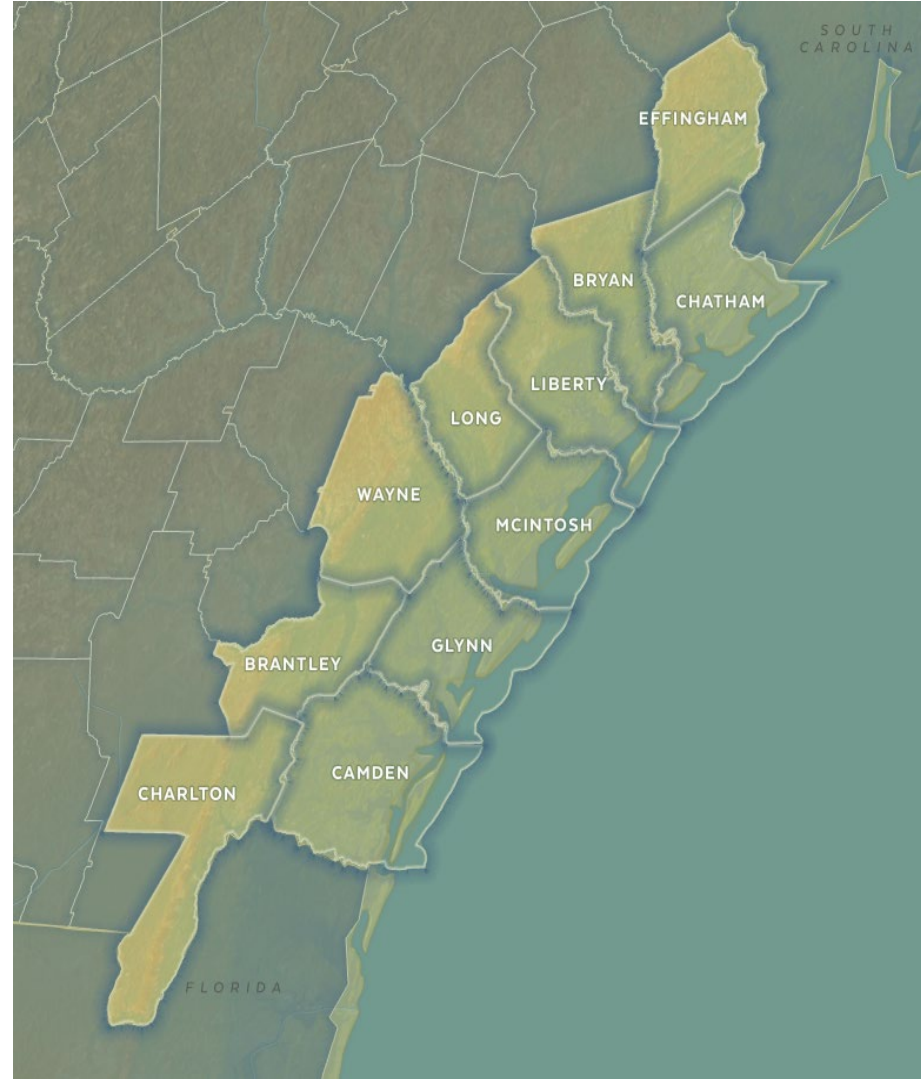 SOUTH
CAROLINA
EFFINGHAM
BRYAN
CHATHAM
LIBERTY
LONG
WAYNE
MCINTOSH
GLYNN
BRANTLEY
CAMDEN
CHARLTON
FLORIDA